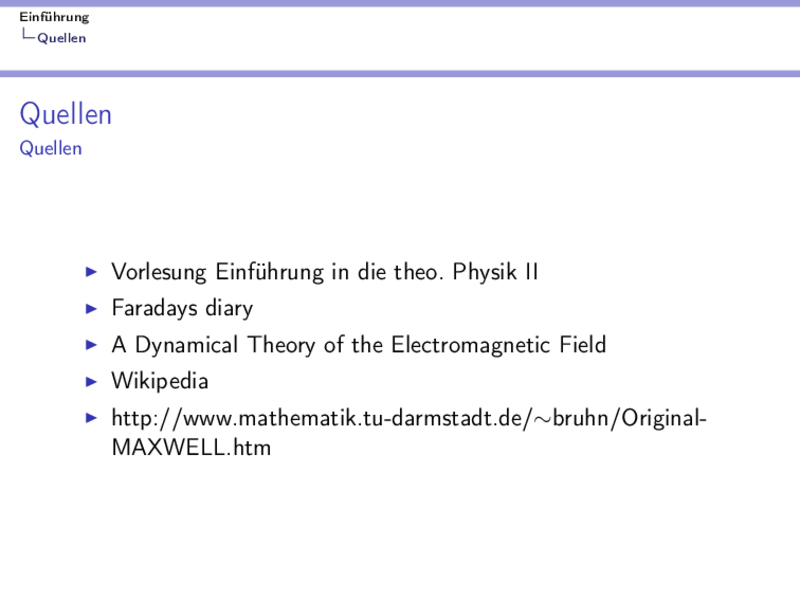 Einführung
Quellen
Quellen
Quellen
Vorlesung Einführung in die theo. Physik II
Faradays diary
A Dynamical Theory of the Electromagnetic Field
Wikipedia
http://www.mathematik.tu-darmstadt.de/∼bruhn/Original-
MAXWELL.htm